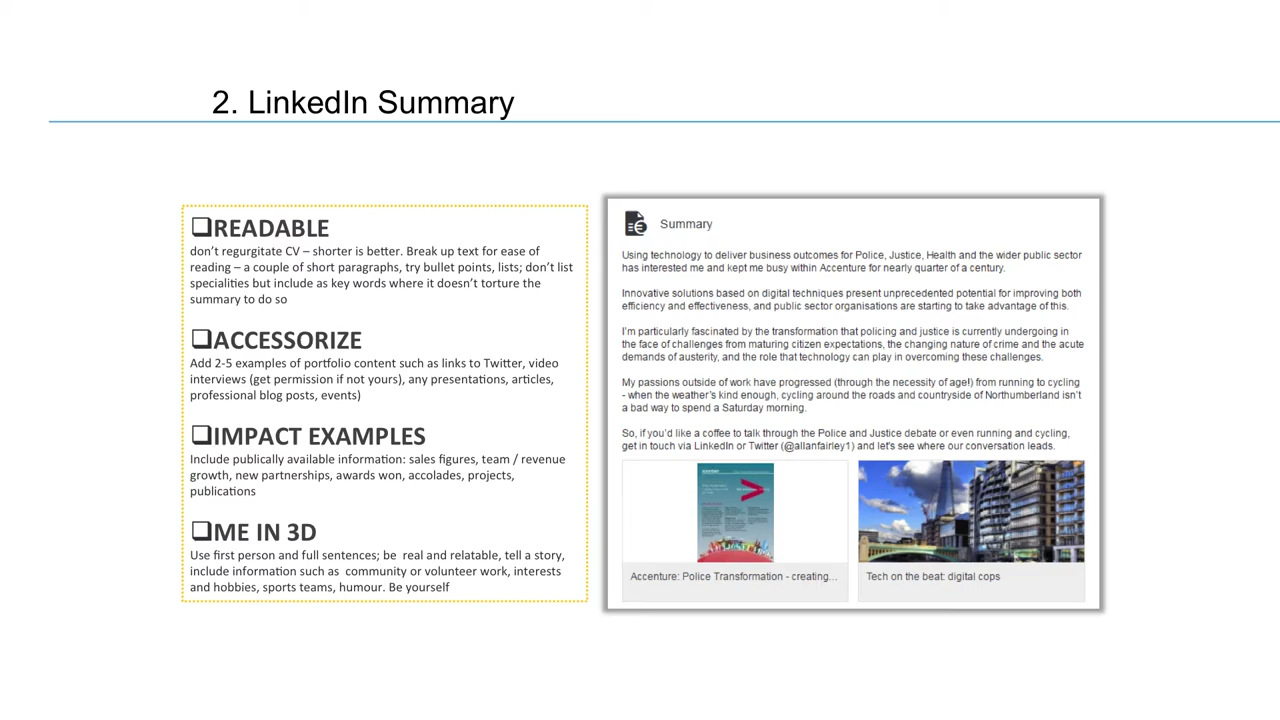 2. LinkedIn Summary
❑READABLE
don’t regurgitate CV – shorter is better. Break up text for ease of
reading – a couple of short paragraphs, try bullet points, lists; don’t list
specialities but include as key words where it doesn’t torture the
summary to do so
❑ACCESSORIZE
Add 2-5 examples of portfolio content such as links to Twitter, video
interviews (get permission if not yours), any presentations, articles,
professional blog posts, events)
❑IMPACT EXAMPLES
Include publically available information: sales figures, team / revenue
growth, new partnerships, awards won, accolades, projects,
publications
❑ME IN 3D
Use first person and full sentences; be  real and relatable, tell a story,
include information such as  community or volunteer work, interests
and hobbies, sports teams, humour. Be yourself
Summary
Using technology to deliver business outcomes for Police, Justice, Health and the wider public sector
has interested me and kept me busy within Accenture for nearly quarter of a century.
Innovative solutions based on digital techniques present unprecedented potential for improving both
efficiency and effectiveness, and public sector organisations are starting to take advantage of this.
I’m particularly fascinated by the transformation that policing and justice is currently undergoing in
the face of challenges from maturing citizen expectations, the changing nature of crime and the acute
demands of austerity, and the role that technology can play in overcoming these challenges.
My passions outside of work have progressed (through the necessity of age!) from running to cycling
- when the weather’s kind enough, cycling around the roads and countryside of Northumberland isn’t
a bad way to spend a Saturday morning.
So, if you’d like a coffee to talk through the Police and Justice debate or even running and cycling,
get in touch via LinkedIn or Twitter (@allanfairley1) and let’s see where our conversation leads.
Accenture: Police Transformation - creating...
Tech on the beat: digital cops